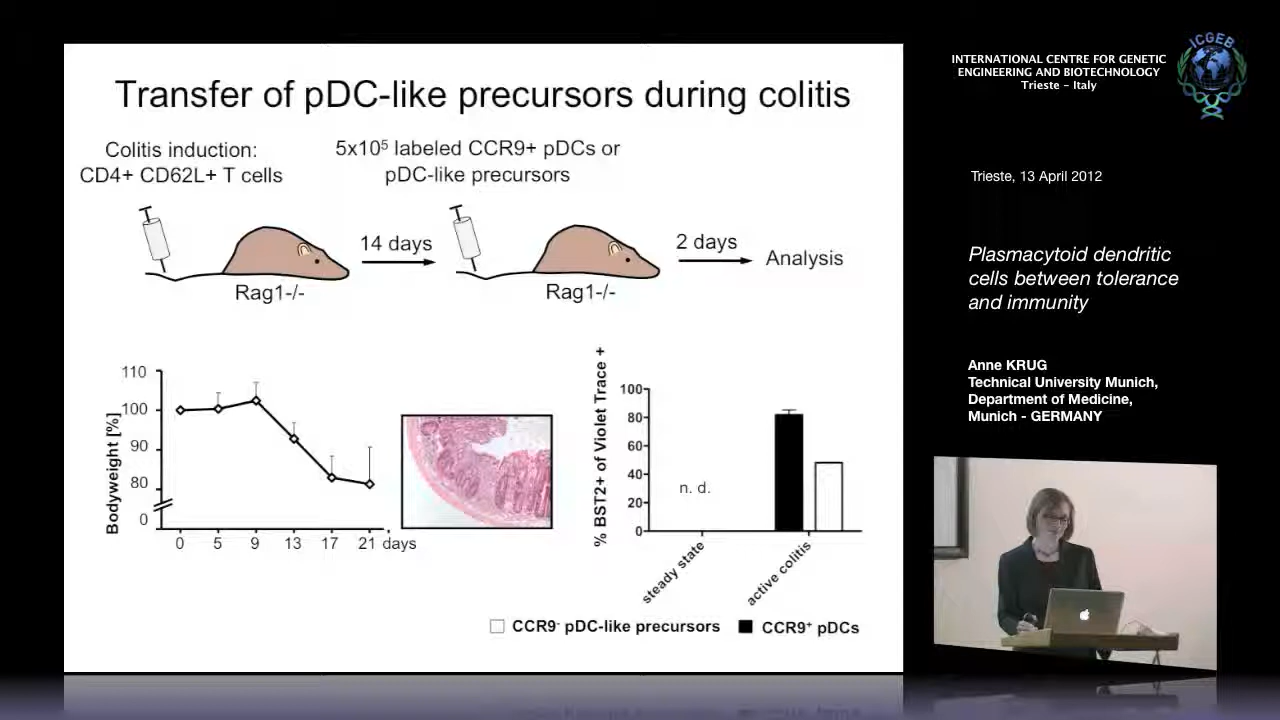 Transfer of pDC-like precursors during colitis
Colitis induction:
CD4+ CD62L+ T cells
5x10⁵ labeled CCR9+ pDCs or
pDC-like precursors
14 days
2 days
Analysis
Rag1-/-
Rag1-/-
Bodyweight [%]
110
100
90
80
0
0 5 9 13 17 21 days
% BST2+ of Violet Trace +
100
80
60
40
20
0
n. d.
steady state
active colitis
CCR9⁻ pDC-like precursors
CCR9⁺ pDCs
ICGEB
INTERNATIONAL CENTRE FOR GENETIC
ENGINEERING AND BIOTECHNOLOGY
Trieste - Italy
Trieste, 13 April 2012
Plasmacytoid dendritic
cells between tolerance
and immunity
Anne KRUG
Technical University Munich,
Department of Medicine,
Munich - GERMANY